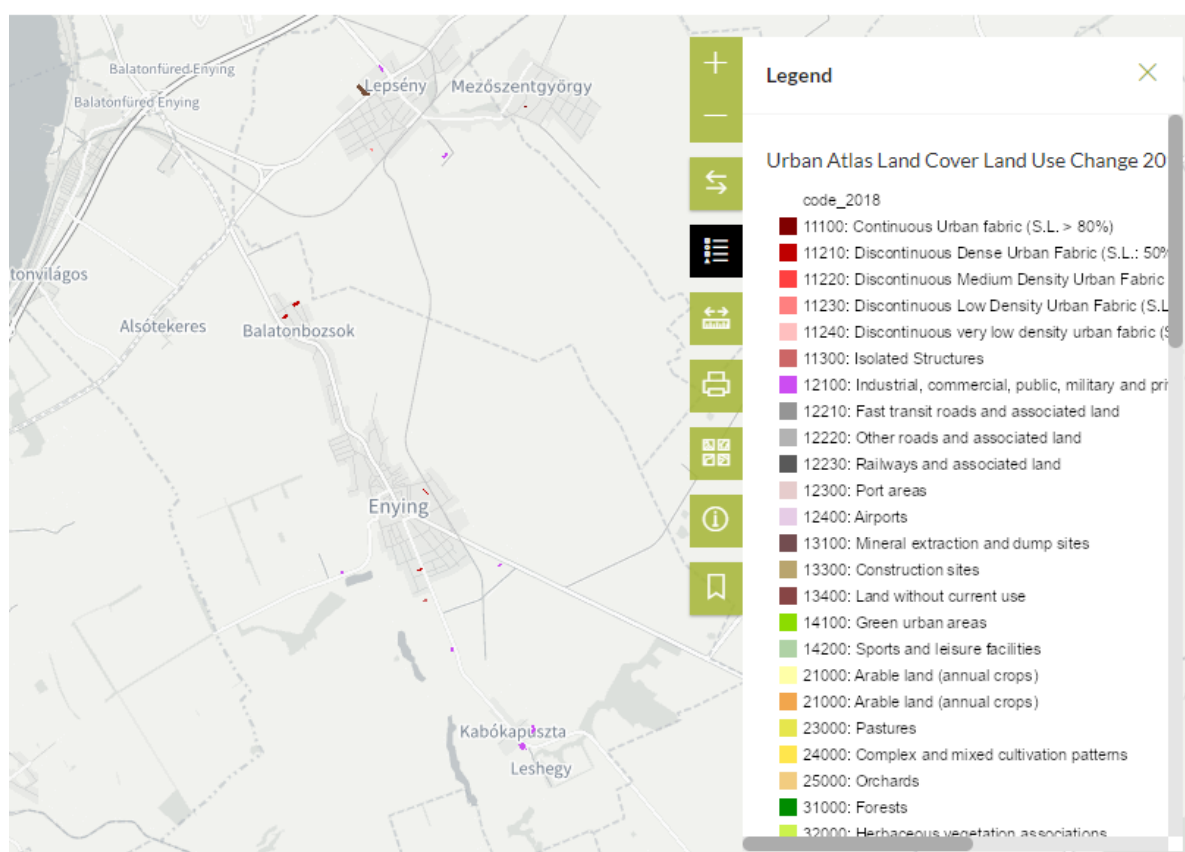 Balatonfüred Enying
Balatonfüred Enying
Lepsény
Mezőszentgyörgy
tonvilágos
Alsótekeres
Balatonbozsok
Enying
Kabókapuszta
Leshegy
Legend
Urban Atlas Land Cover Land Use Change 20
code_2018
11100: Continuous Urban fabric (S.L. > 80%)
11210: Discontinuous Dense Urban Fabric (S.L.: 50%
11220: Discontinuous Medium Density Urban Fabric
11230: Discontinuous Low Density Urban Fabric (S.L
11240: Discontinuous very low density urban fabric (S
11300: Isolated Structures
12100: Industrial, commercial, public, military and pri
12210: Fast transit roads and associated land
12220: Other roads and associated land
12230: Railways and associated land
12300: Port areas
12400: Airports
13100: Mineral extraction and dump sites
13300: Construction sites
13400: Land without current use
14100: Green urban areas
14200: Sports and leisure facilities
21000: Arable land (annual crops)
21000: Arable land (annual crops)
23000: Pastures
24000: Complex and mixed cultivation patterns
25000: Orchards
31000: Forests
32000: Herbaceous vegetation associations